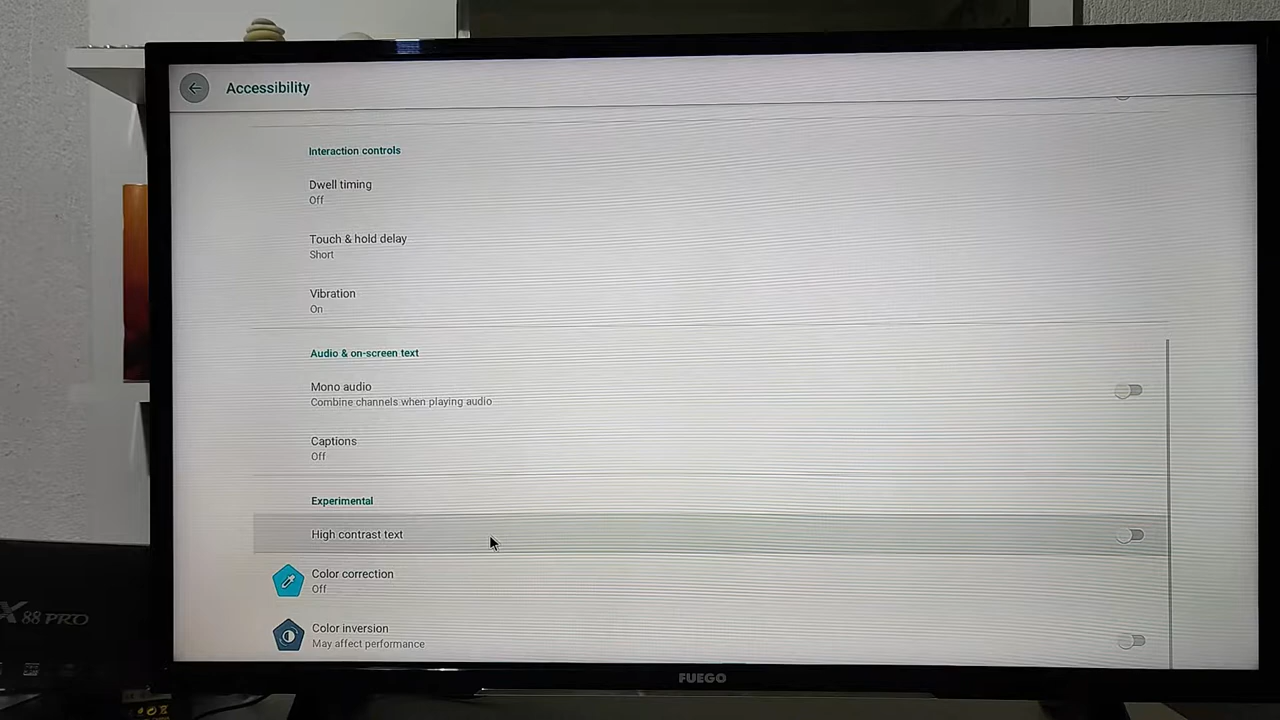 Accessibility
Interaction controls
Dwell timing
Off
Touch & hold delay
Short
Vibration
On
Audio & on-screen text
Mono audio
Combine channels when playing audio
Captions
Off
Experimental
High contrast text
Color correction
Off
Color inversion
May affect performance
X 88 PRO
FUEGO